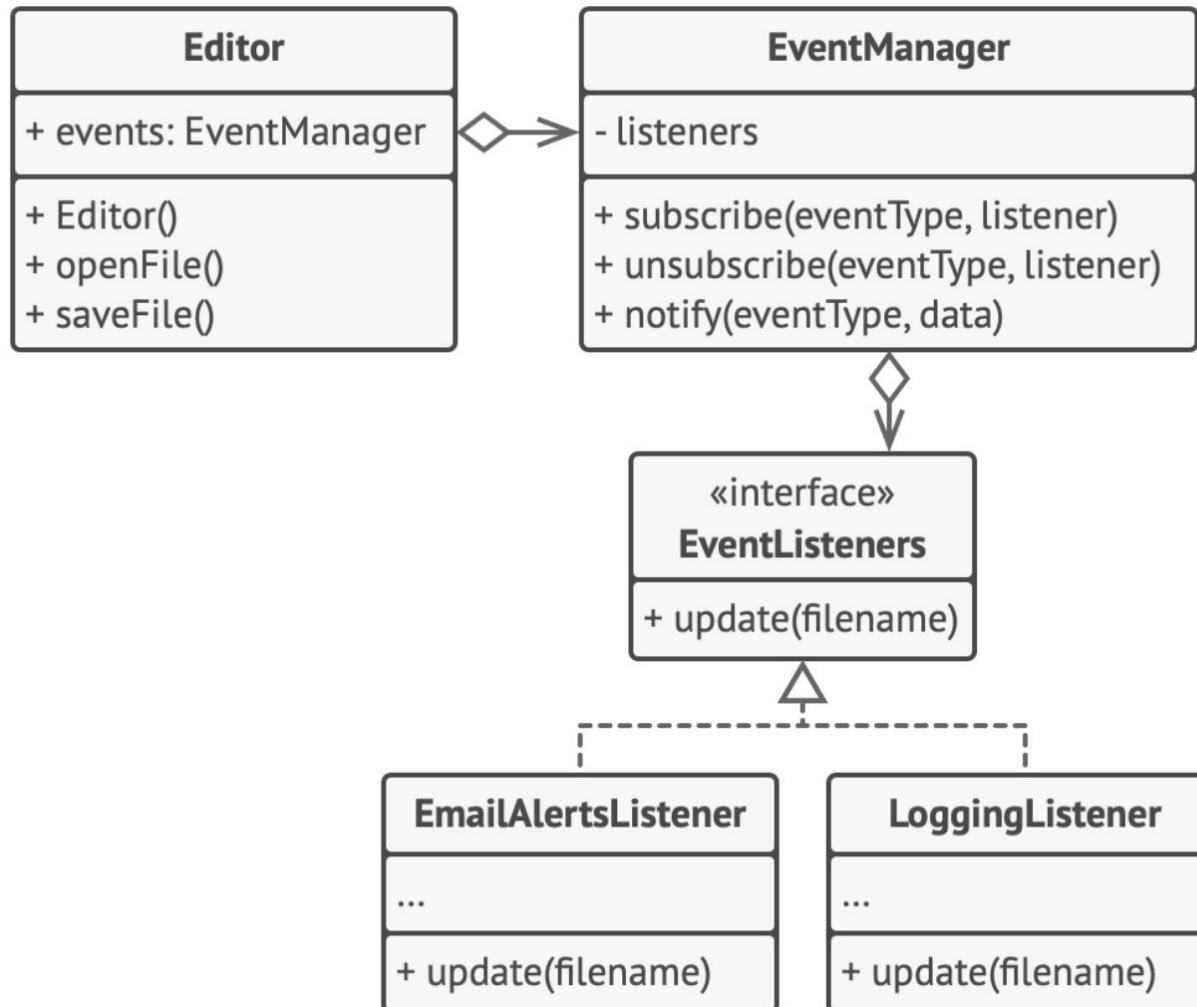 Editor
+ events: EventManager
+ Editor()
+ openFile()
+ saveFile()
EventManager
- listeners
+ subscribe(eventType, listener)
+ unsubscribe(eventType, listener)
+ notify(eventType, data)
«interface»
EventListeners
+ update(filename)
EmailAlertsListener
...
+ update(filename)
LoggingListener
...
+ update(filename)